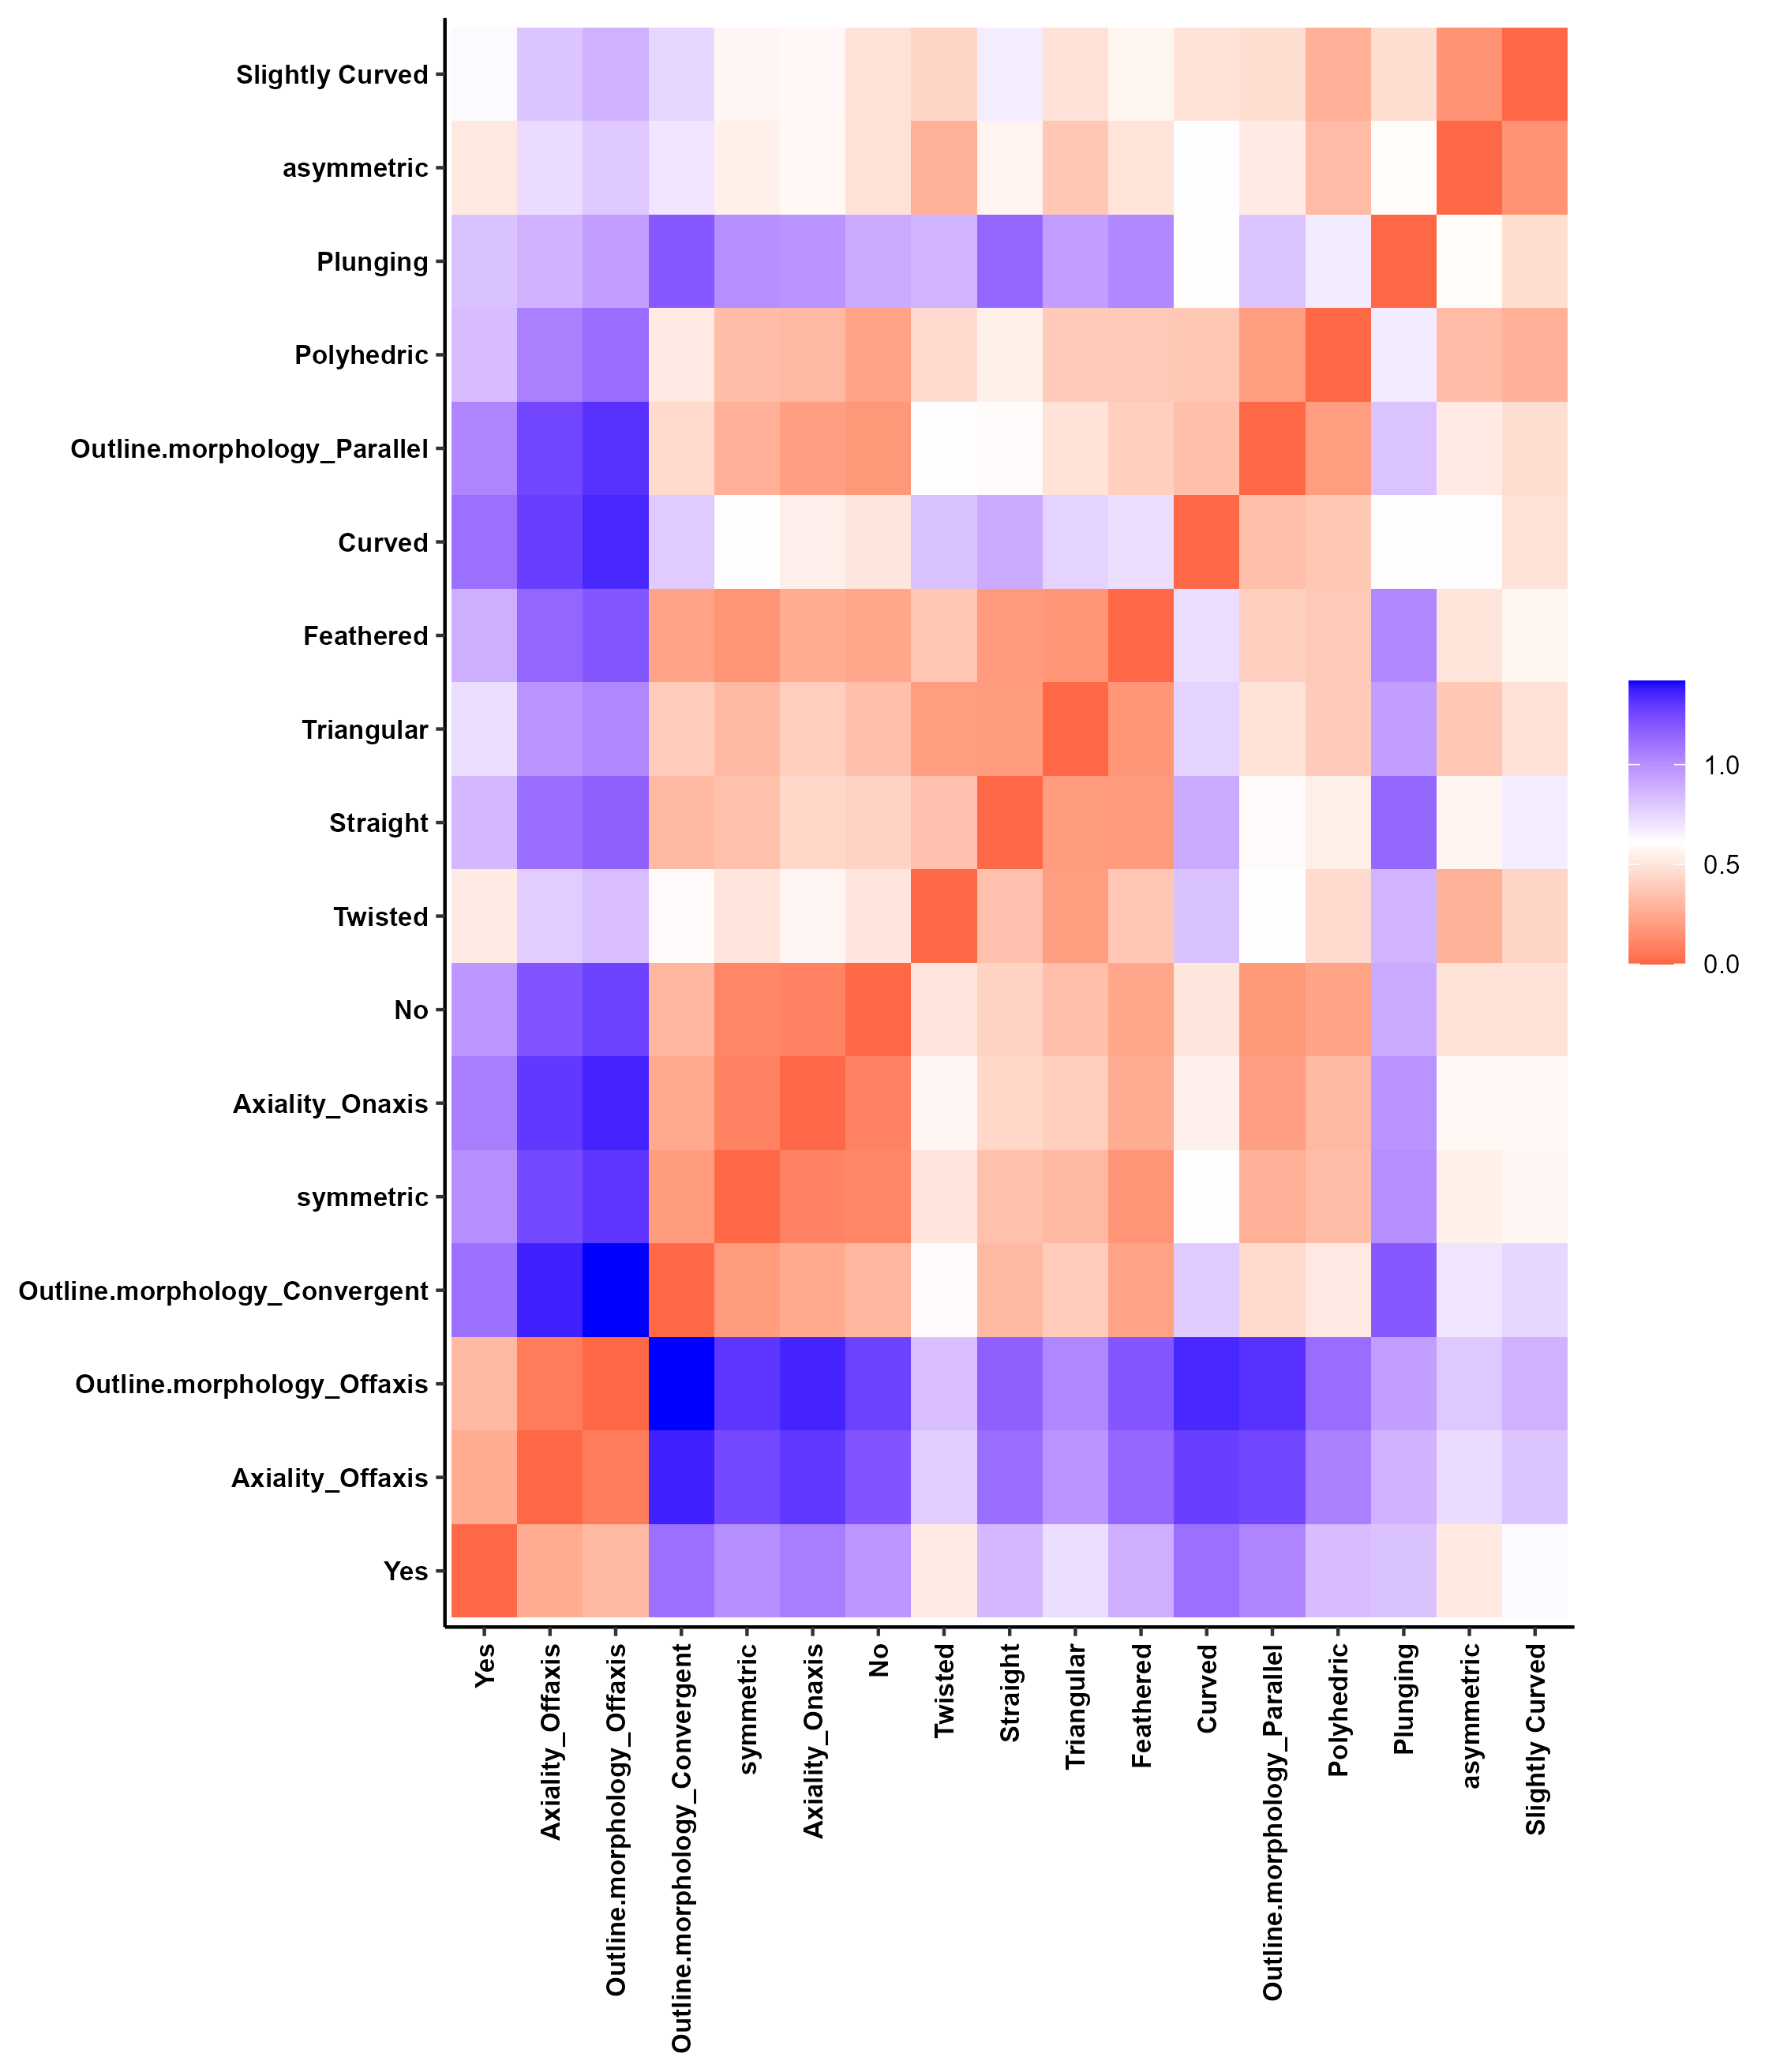 Slightly Curved
asymmetric
Plunging
Polyhedric
Outline.morphology_Parallel
Curved
Feathered
Triangular
Straight
Twisted
No
Axiality_Onaxis
symmetric
Outline.morphology_Convergent
Outline.morphology_Offaxis
Axiality_Offaxis
Yes
Yes
Axiality_Offaxis
Outline.morphology_Offaxis
Outline.morphology_Convergent
symmetric
Axiality_Onaxis
No
Twisted
Straight
Triangular
Feathered
Curved
Outline.morphology_Parallel
Polyhedric
Plunging
asymmetric
Slightly Curved
1.0
0.5
0.0